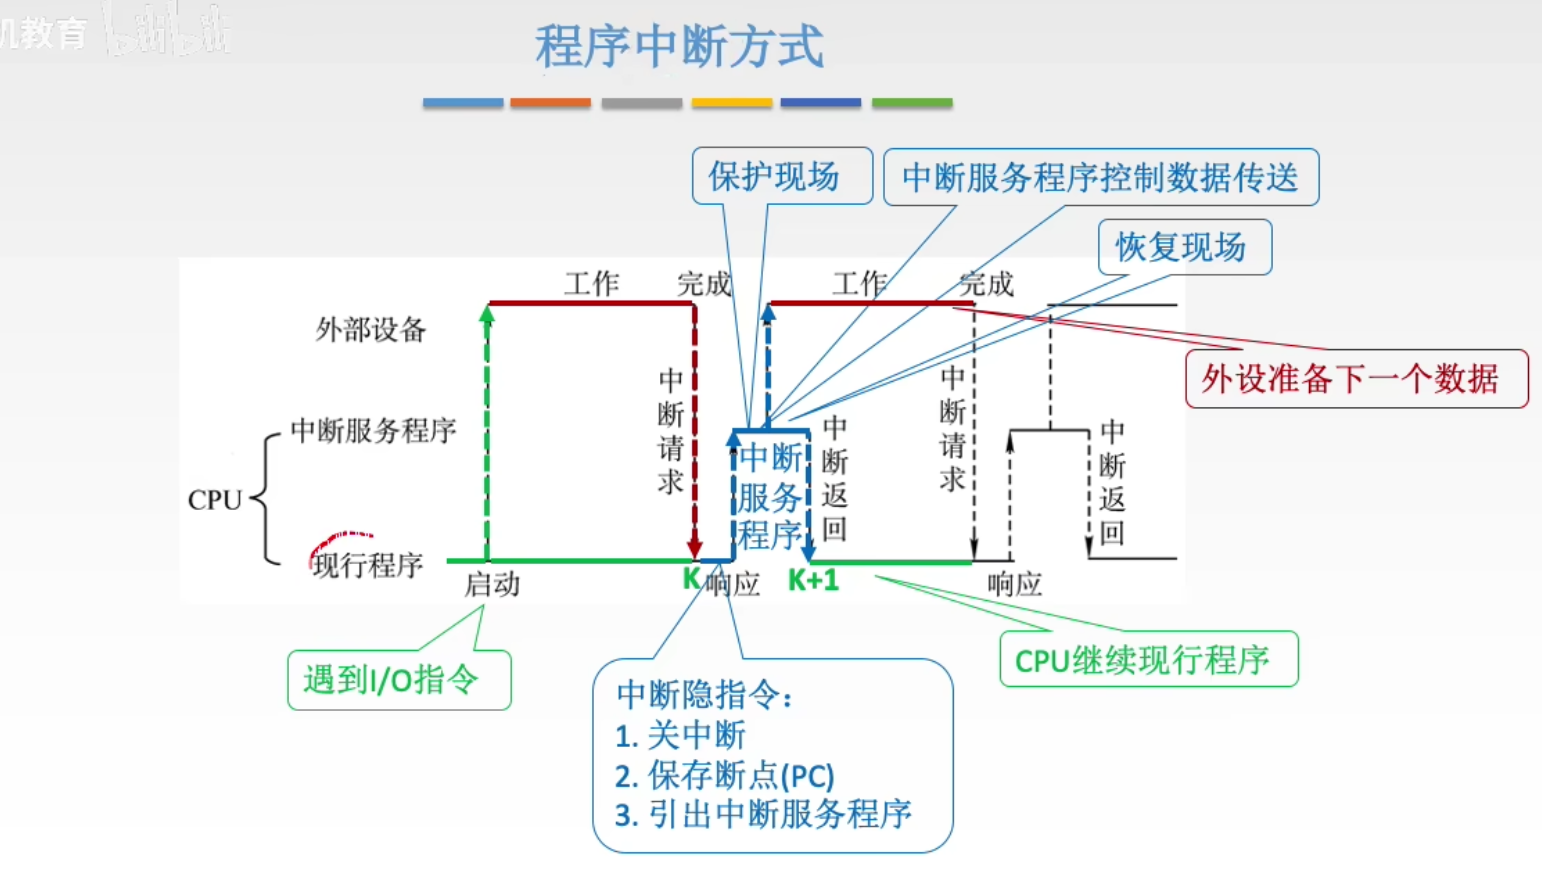 机教育 bilibili
程序中断方式
保护现场
中断服务程序控制数据传送
恢复现场
工作
完成
工作
完成
外部设备
外设准备下一个数据
中断请求
中断请求
中断服务程序
中断服务程序
中断返回
中断返回
CPU
现行程序
启动
K
响应
K+1
响应
遇到I/O指令
CPU继续现行程序
中断隐指令：
1. 关中断
2. 保存断点(PC)
3. 引出中断服务程序